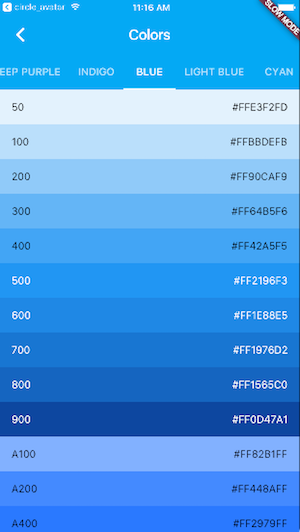 circle_avatar 11:16 AM
SLOW MODE
Colors
EEP PURPLE INDIGO BLUE LIGHT BLUE CYAN
50 #FFE3F2FD
100 #FFBBDEFB
200 #FF90CAF9
300 #FF64B5F6
400 #FF42A5F5
500 #FF2196F3
600 #FF1E88E5
700 #FF1976D2
800 #FF1565C0
900 #FF0D47A1
A100 #FF82B1FF
A200 #FF448AFF
A400 #FF2979FF